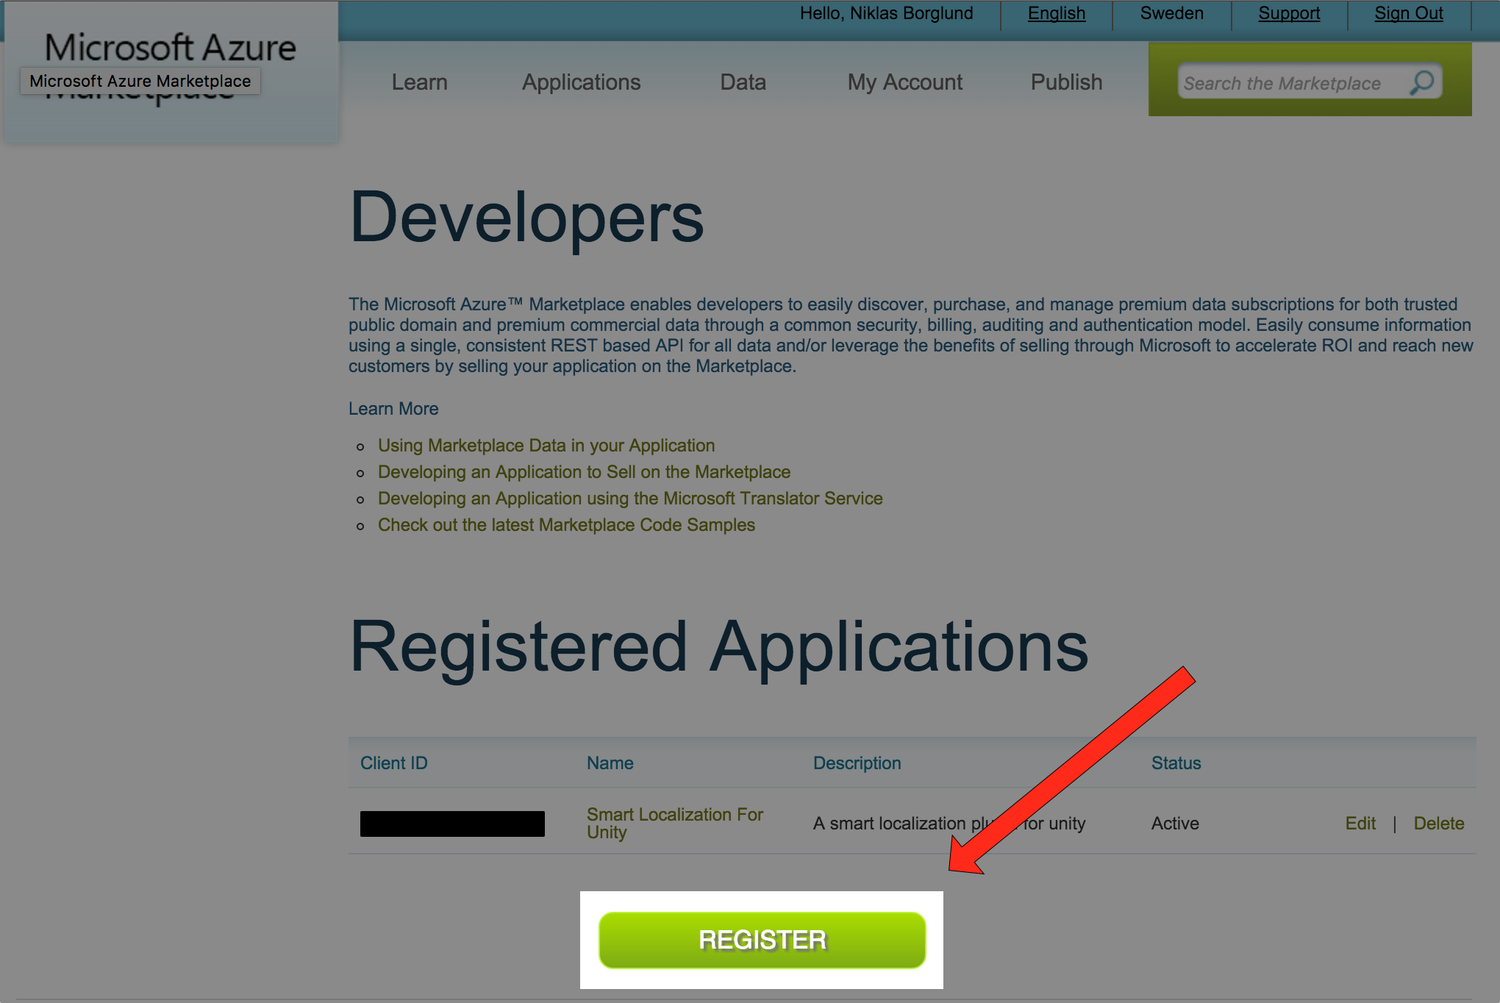 Hello, Niklas Borglund
English
Sweden
Support
Sign Out
Microsoft Azure
Microsoft Azure Marketplace
Marketplace
Learn
Applications
Data
My Account
Publish
Search the Marketplace
Developers
The Microsoft Azure™ Marketplace enables developers to easily discover, purchase, and manage premium data subscriptions for both trusted
public domain and premium commercial data through a common security, billing, auditing and authentication model. Easily consume information
using a single, consistent REST based API for all data and/or leverage the benefits of selling through Microsoft to accelerate ROI and reach new
customers by selling your application on the Marketplace.
Learn More
Using Marketplace Data in your Application
Developing an Application to Sell on the Marketplace
Developing an Application using the Microsoft Translator Service
Check out the latest Marketplace Code Samples
Registered Applications
Client ID
Name
Description
Status
Smart Localization For
Unity
A smart localization plugin for unity
Active
Edit | Delete
REGISTER